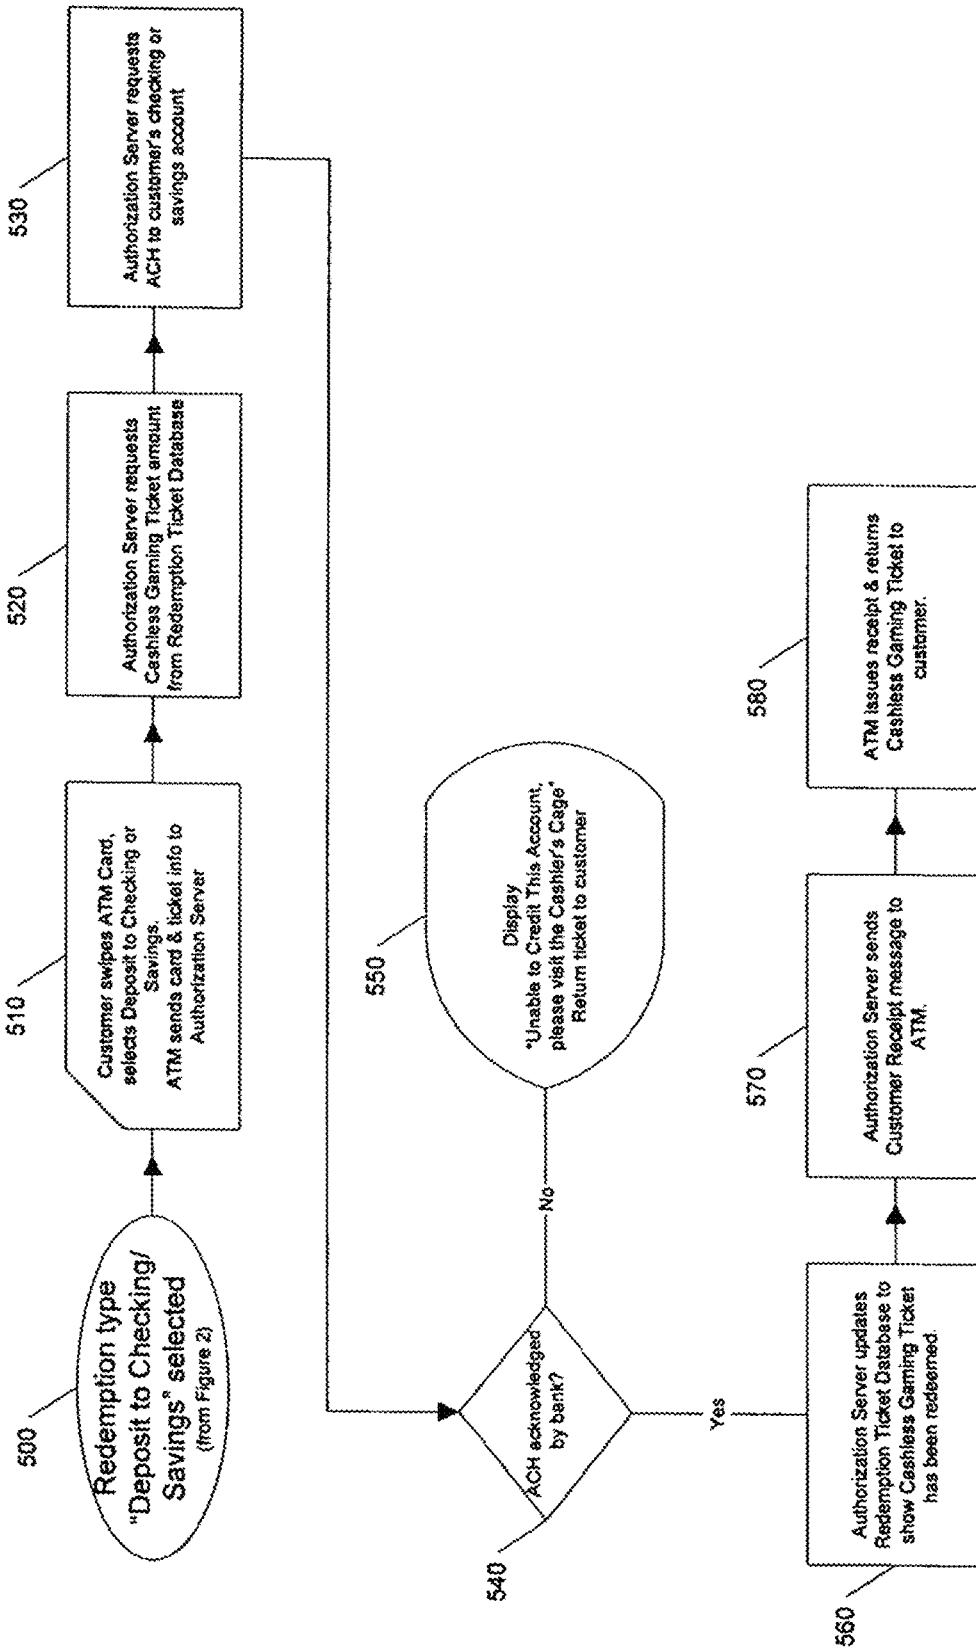 500
Redemption type
"Deposit to Checking/
Savings" selected
(from Figure 2)
510
Customer swipes ATM Card,
selects Deposit to Checking or
Savings.
ATM sends card & ticket info to
Authorization Server
520
Authorization Server requests
Cashless Gaming Ticket amount
from Redemption Ticket Database
530
Authorization Server requests
ACH to customer's checking or
savings account
540
ACH acknowledged
by bank?
No
550
Display
"Unable to Credit This Account,
please visit the Cashier's Cage"
Return ticket to customer
Yes
560
Authorization Server updates
Redemption Ticket Database to
show Cashless Gaming Ticket
has been redeemed.
570
Authorization Server sends
Customer Receipt message to
ATM.
580
ATM issues receipt & returns
Cashless Gaming Ticket to
customer.